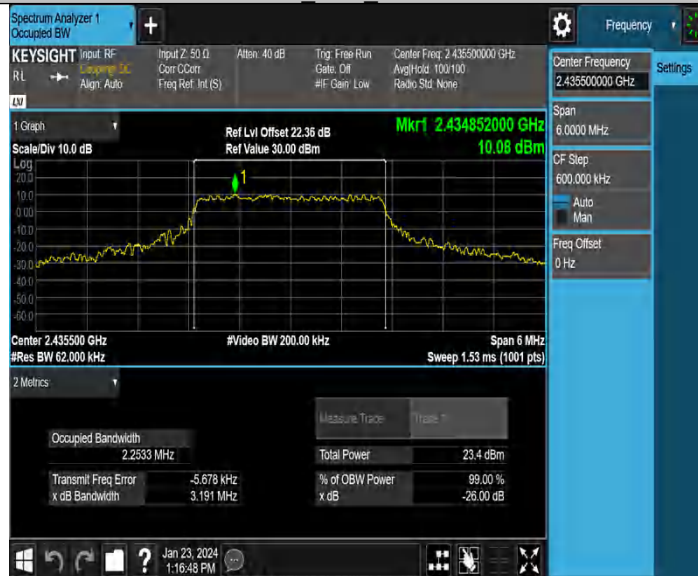 Spectrum Analyzer 1
Occupied BW
+
Frequency
KEYSIGHT Input: RF
Coupling: DC
Align: Auto
RL
LXI
Input Z: 50 Ω
Corr CCorr
Freq Ref: Int (S)
Atten: 40 dB
Trig: Free Run
Gate: Off
#IF Gain: Low
Center Freq: 2.435500000 GHz
Avg|Hold: 100/100
Radio Std: None
Center Frequency
2.435500000 GHz
Settings
Span
6.0000 MHz
CF Step
600.000 kHz
Auto
Man
Freq Offset
0 Hz
1 Graph
Scale/Div 10.0 dB
Ref Lvl Offset 22.36 dB
Ref Value 30.00 dBm
Mkr1 2.434852000 GHz
10.08 dBm
Log
20.0
10.0
0.00
-10.0
-20.0
-30.0
-40.0
-50.0
-60.0
1
Center 2.435500 GHz
#Res BW 62.000 kHz
#Video BW 200.00 kHz
Span 6 MHz
Sweep 1.53 ms (1001 pts)
2 Metrics
Measure Trace
Trace 1
Occupied Bandwidth
2.2533 MHz
Total Power 23.4 dBm
Transmit Freq Error -5.678 kHz
% of OBW Power 99.00 %
x dB Bandwidth 3.191 MHz
x dB -26.00 dB
?
Jan 23, 2024
1:16:48 PM